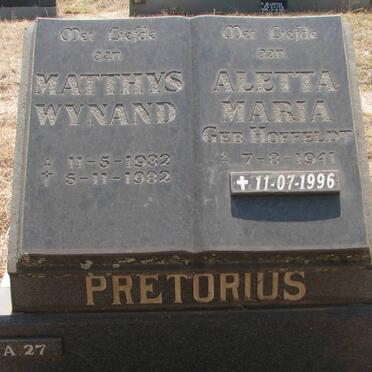 Met Liefde
aan
MATTHYS
WYNAND
11-5-1932
✝ 5-11-1982
Met Liefde
aan
ALETTA
MARIA
GEB HOFFELDT
7-8-1941
✝ 11-07-1996
PRETORIUS
A.27